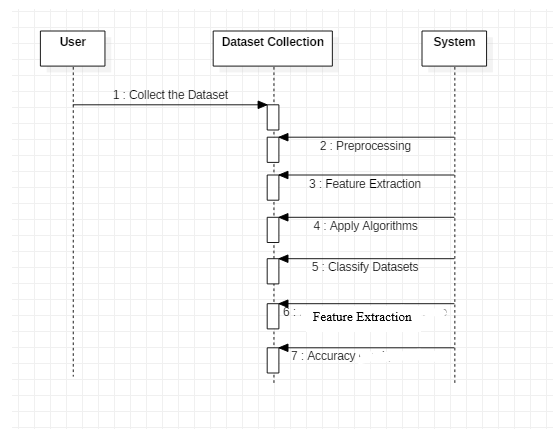 User Dataset Collection System
1 : Collect the Dataset
2 : Preprocessing
3 : Feature Extraction
4 : Apply Algorithms
5 : Classify Datasets
6 : Feature Extraction
7 : Accuracy